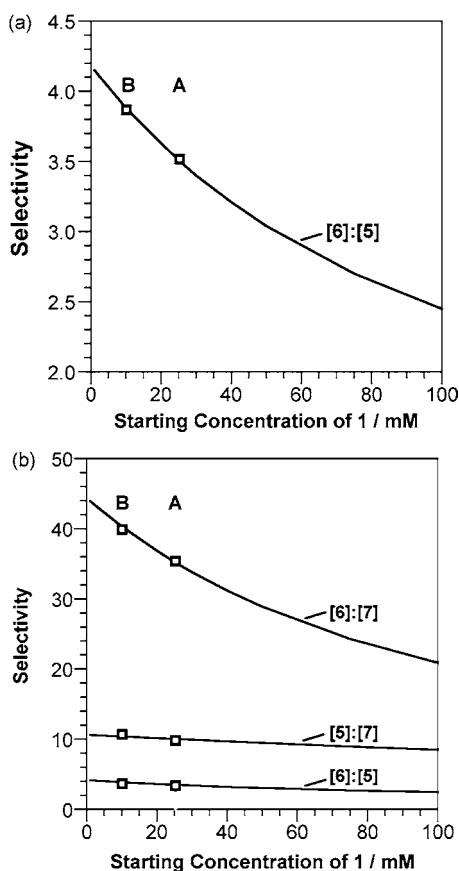 (a)
Selectivity
4.5
4.0
3.5
3.0
2.5
2.0
B A
[6]:[5]
0 20 40 60 80 100
Starting Concentration of 1 / mM
(b)
Selectivity
50
40
30
20
10
0
B A
[6]:[7]
[5]:[7]
[6]:[5]
0 20 40 60 80 100
Starting Concentration of 1 / mM